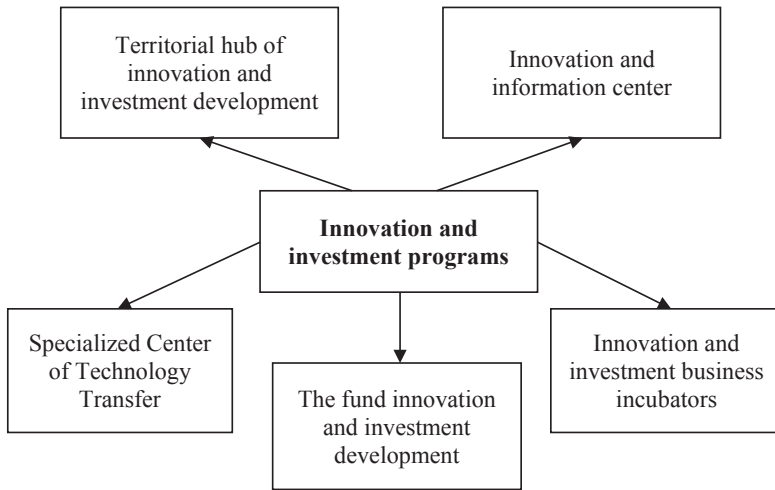 Territorial hub of
innovation and
investment development
Innovation and
information center
Innovation and
investment programs
Specialized Center
of Technology
Transfer
The fund innovation
and investment
development
Innovation and
investment business
incubators